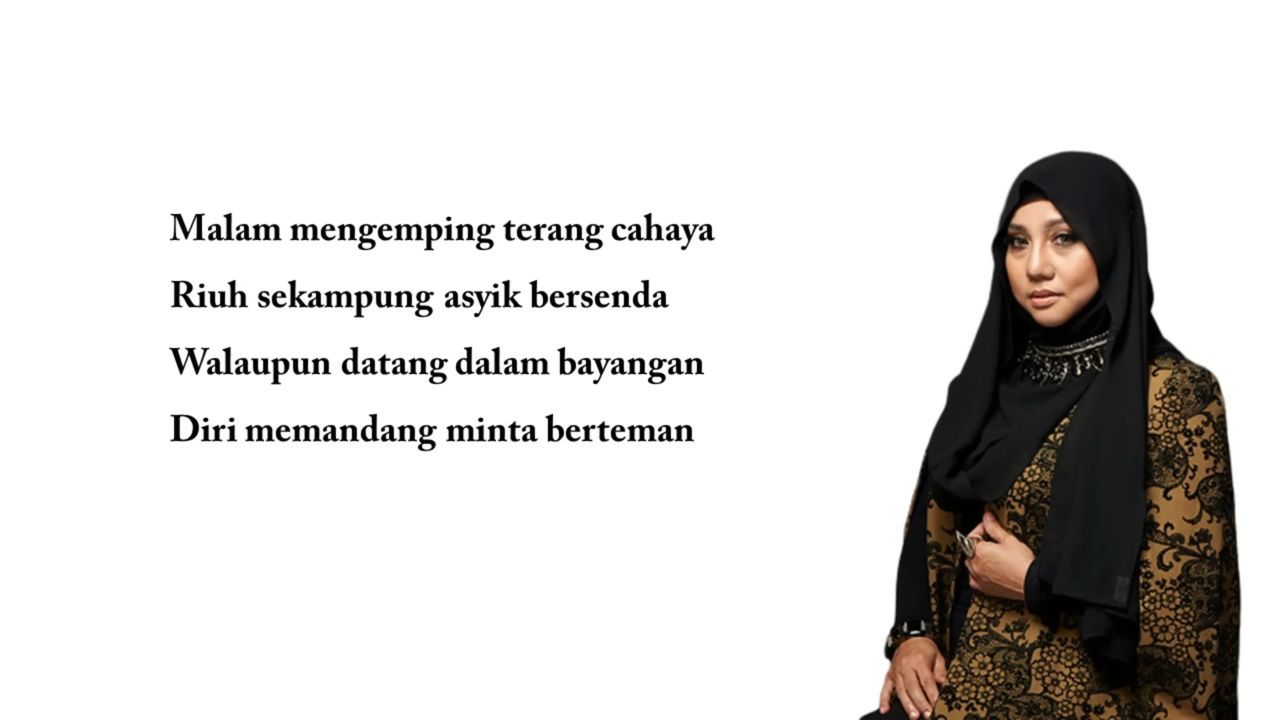 Malam mengemping terang cahaya
Riuh sekampung asyik bersenda
Walaupun datang dalam bayangan
Diri memandang minta berteman